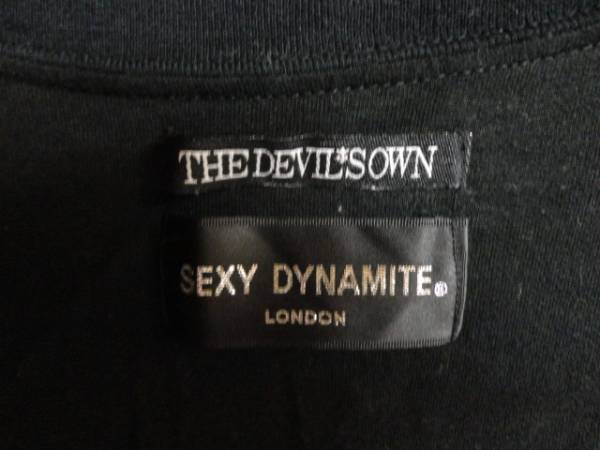 THE DEVIL*S OWN
SEXY DYNAMITE®
LONDON